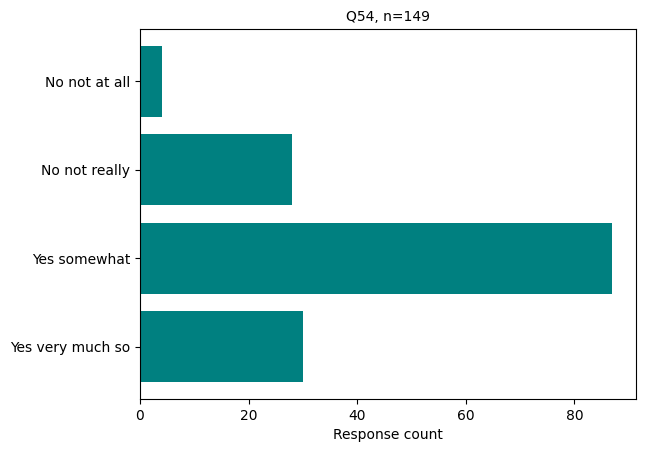 Q54, n=149
No not at all
No not really
Yes somewhat
Yes very much so
0 20 40 60 80
Response count